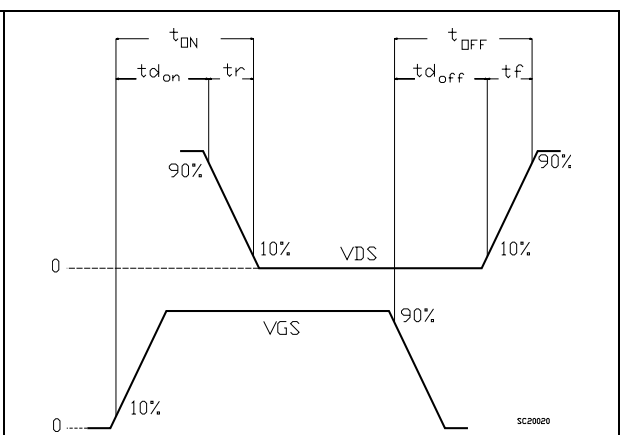 tON tOFF
tdon tr tdoff tf
90% 90%
10% VDS 10%
0
90%
VGS
10%
0
SC20020